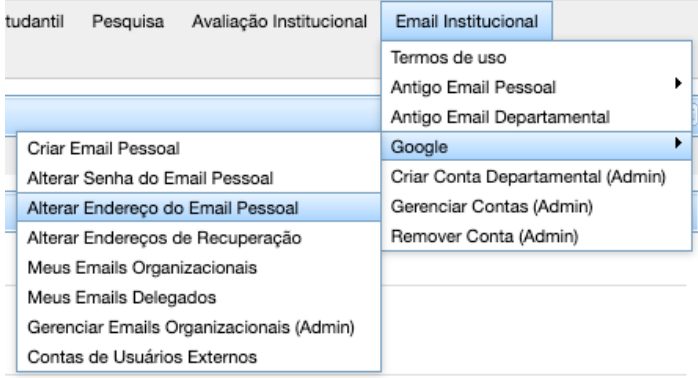 tudantil Pesquisa Avaliação Institucional Email Institucional
Termos de uso
Antigo Email Pessoal
Antigo Email Departamental
Google
Criar Conta Departamental (Admin)
Gerenciar Contas (Admin)
Remover Conta (Admin)
Criar Email Pessoal
Alterar Senha do Email Pessoal
Alterar Endereço do Email Pessoal
Alterar Endereços de Recuperação
Meus Emails Organizacionais
Meus Emails Delegados
Gerenciar Emails Organizacionais (Admin)
Contas de Usuários Externos